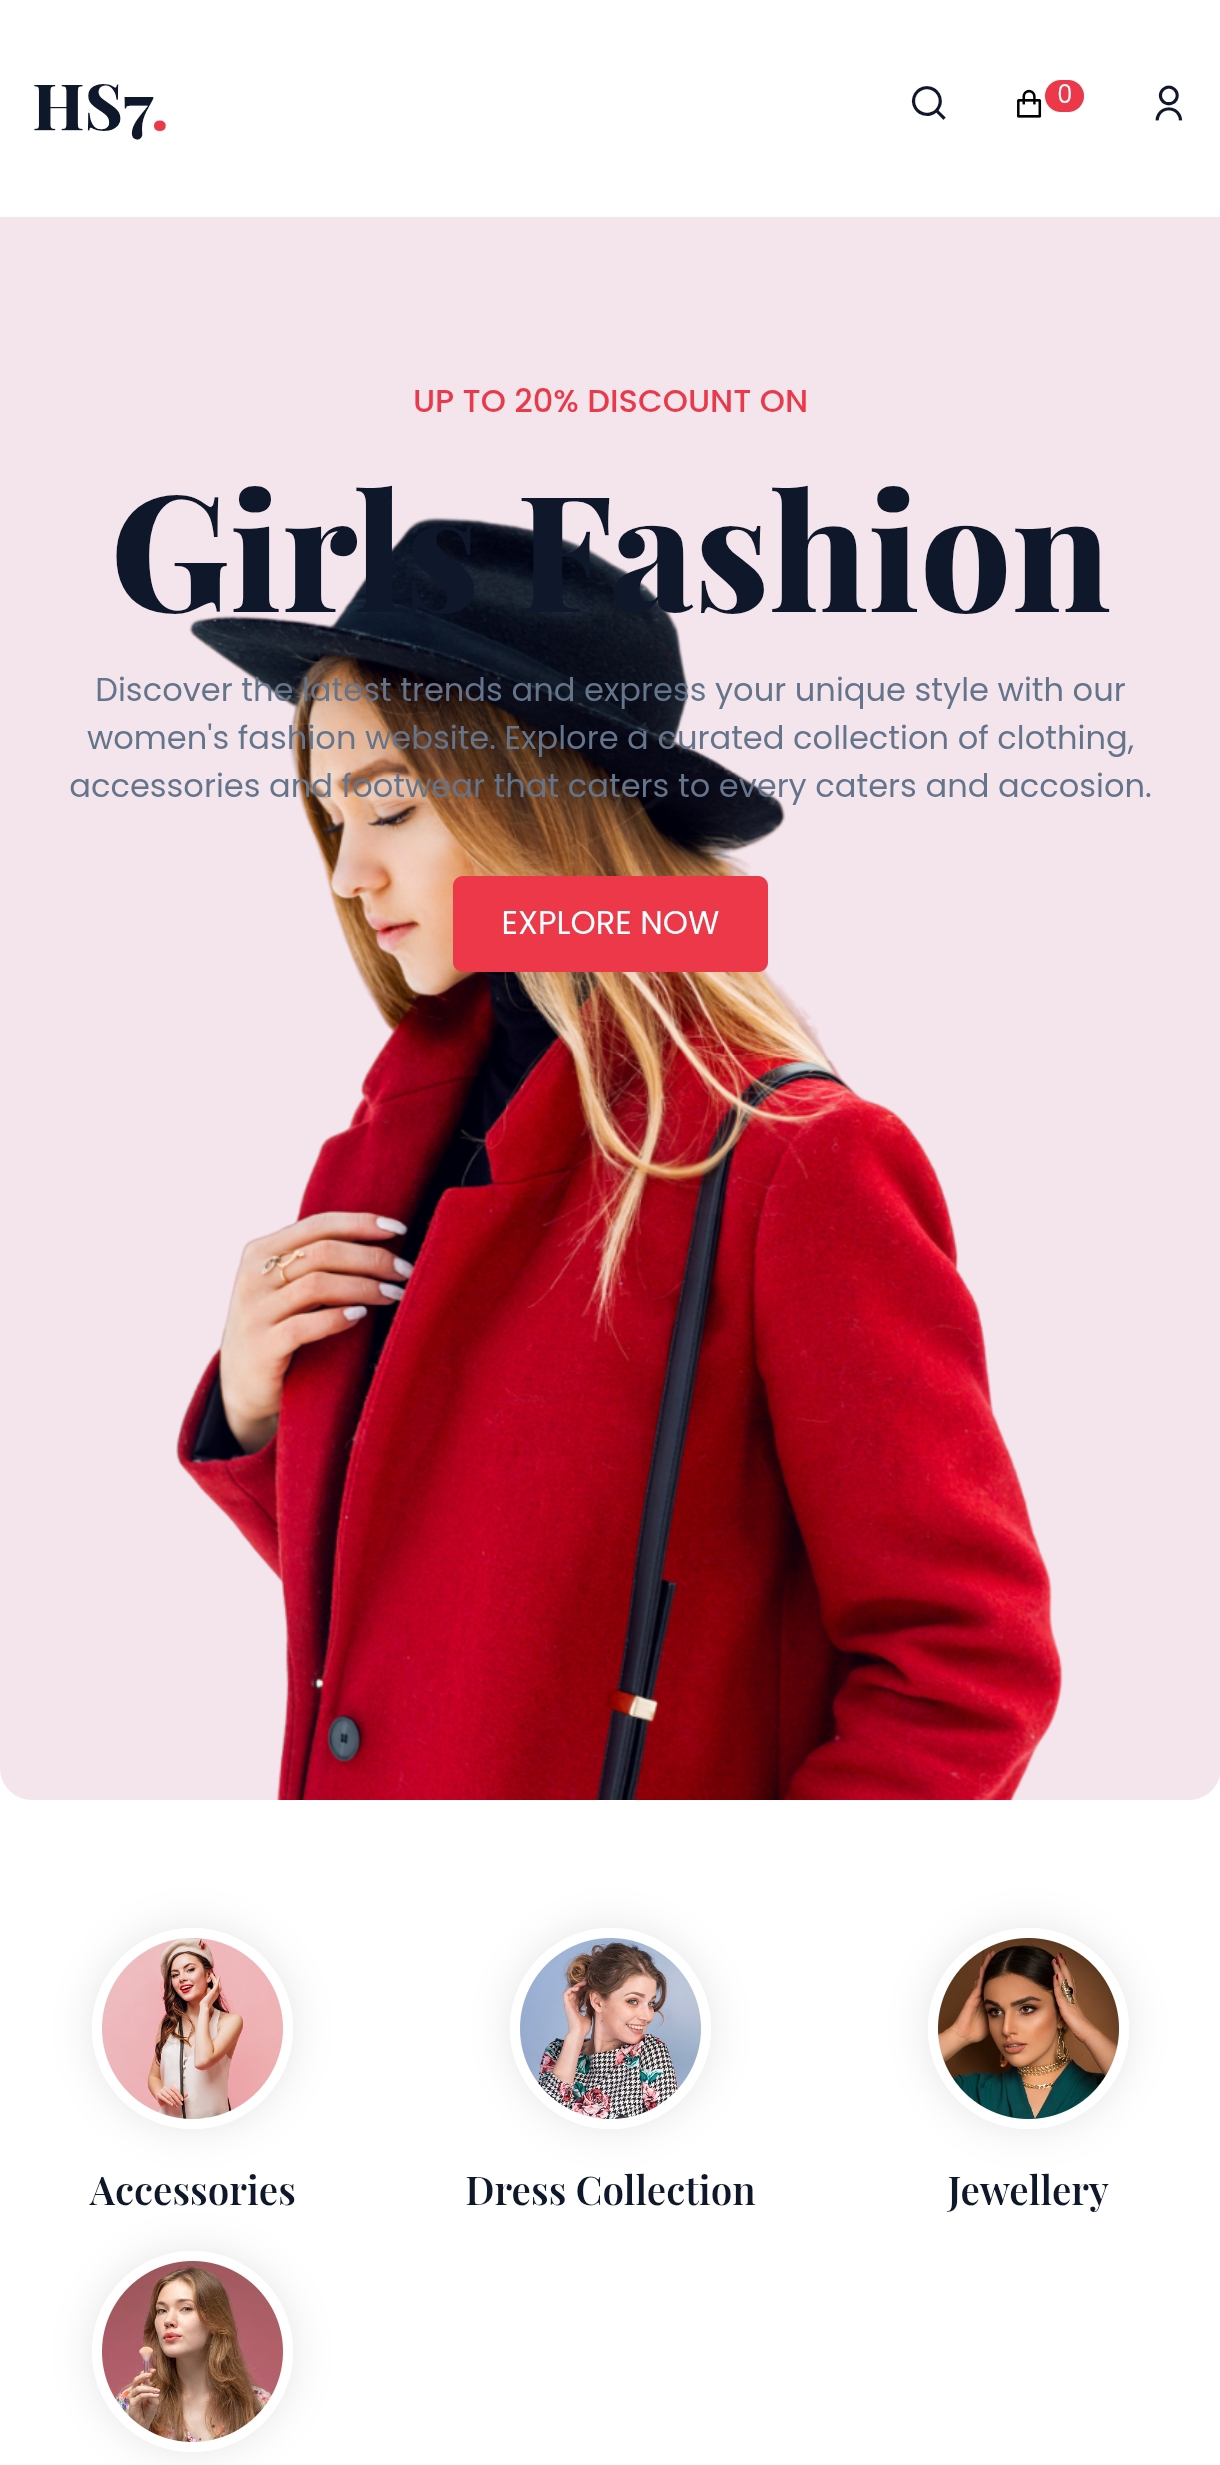 HS7.
0
UP TO 20% DISCOUNT ON
Girls Fashion
Discover the latest trends and express your unique style with our
women's fashion website. Explore a curated collection of clothing,
accessories and footwear that caters to every caters and accosion.
EXPLORE NOW
Accessories
Dress Collection
Jewellery